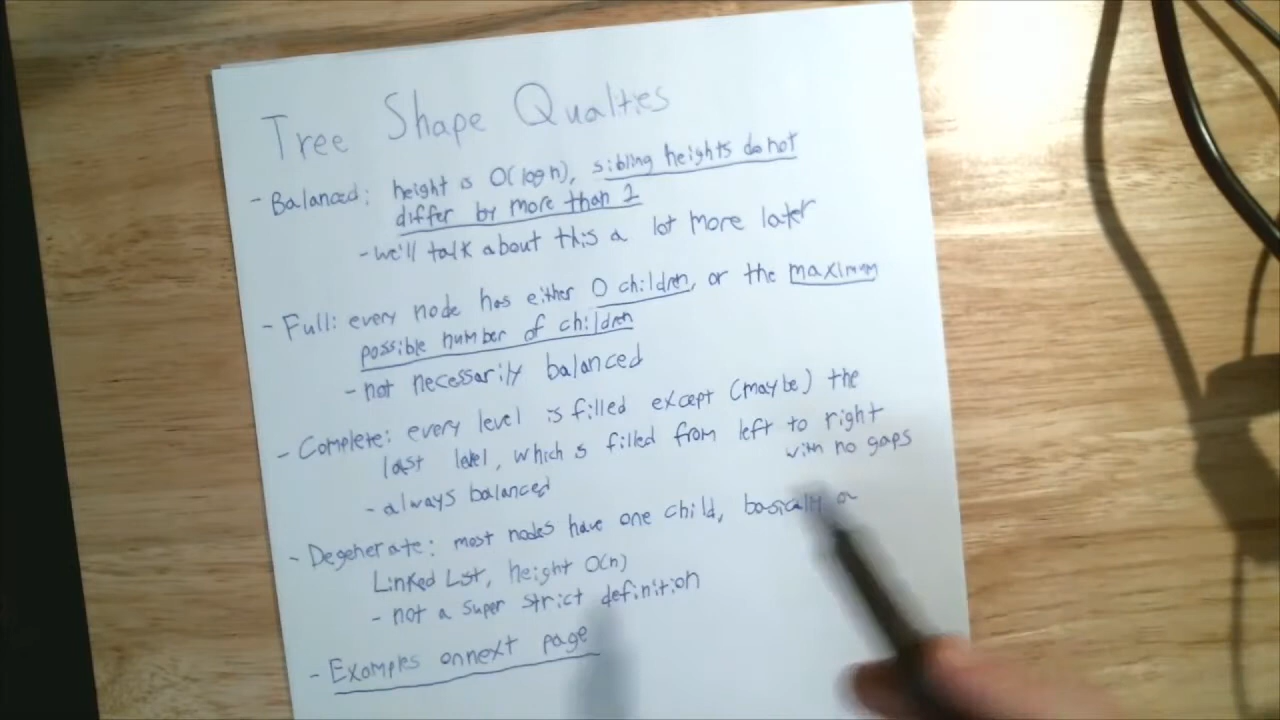 Tree Shape Qualties
- Balanced: height is O(log n), sibling heights do not
differ by more than 1
- we'll talk about this a lot more later
- Full: every node has either 0 children, or the maximum
possible number of children
- not necessarily balanced
- Complete: every level is filled except (maybe) the
last level, which is filled from left to right
with no gaps
- always balanced
- Degenerate: most nodes have one child, basically a
Linked List, height O(n)
- not a super strict definition
- Examples on next page